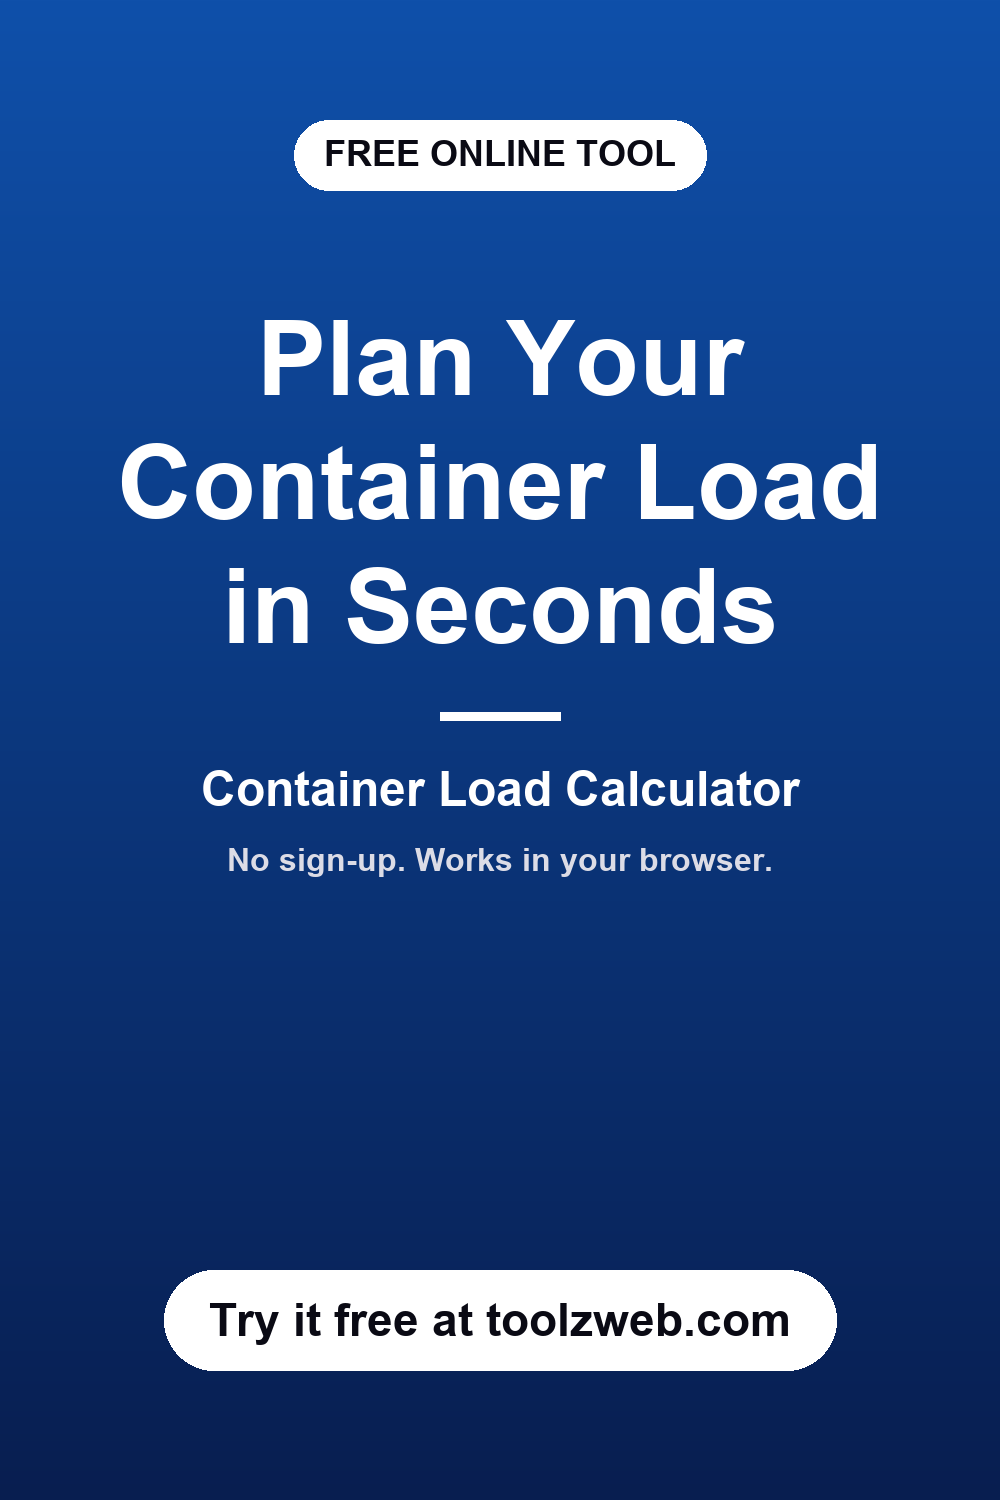 FREE ONLINE TOOL
Plan Your
Container Load
in Seconds
Container Load Calculator
No sign-up. Works in your browser.
Try it free at toolzweb.com